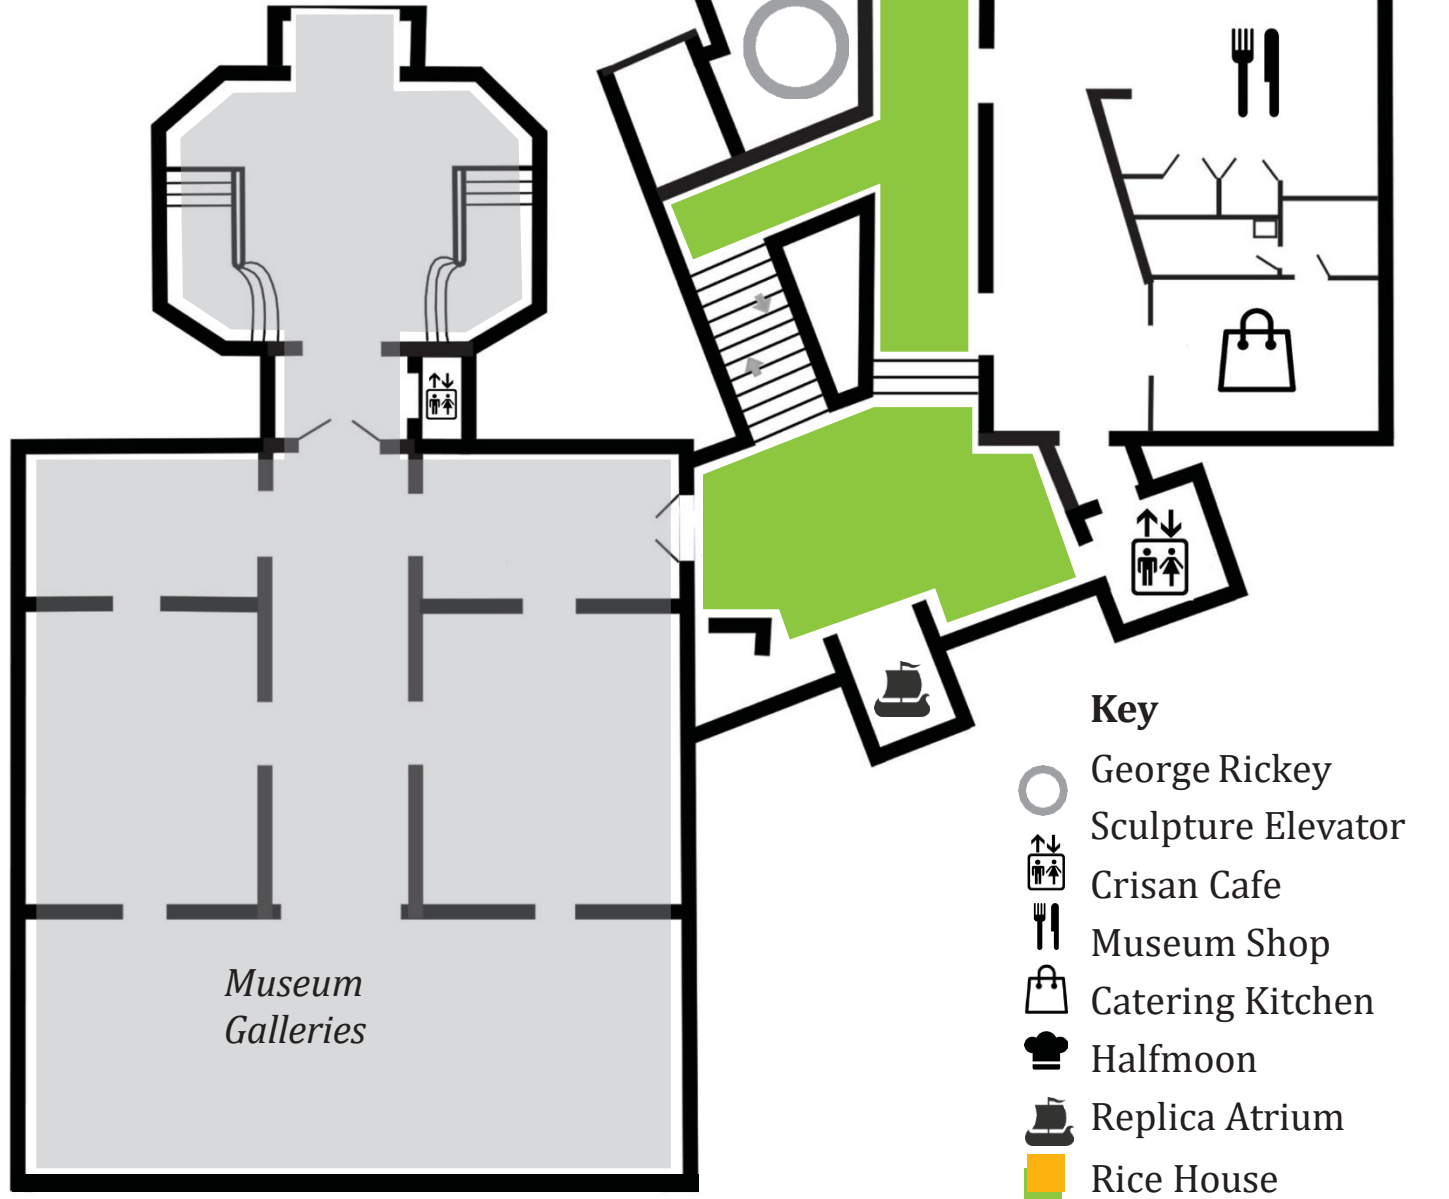 Museum
Galleries
Key
George Rickey
Sculpture Elevator
Crisan Cafe
Museum Shop
Catering Kitchen
Halfmoon
Replica Atrium
Rice House